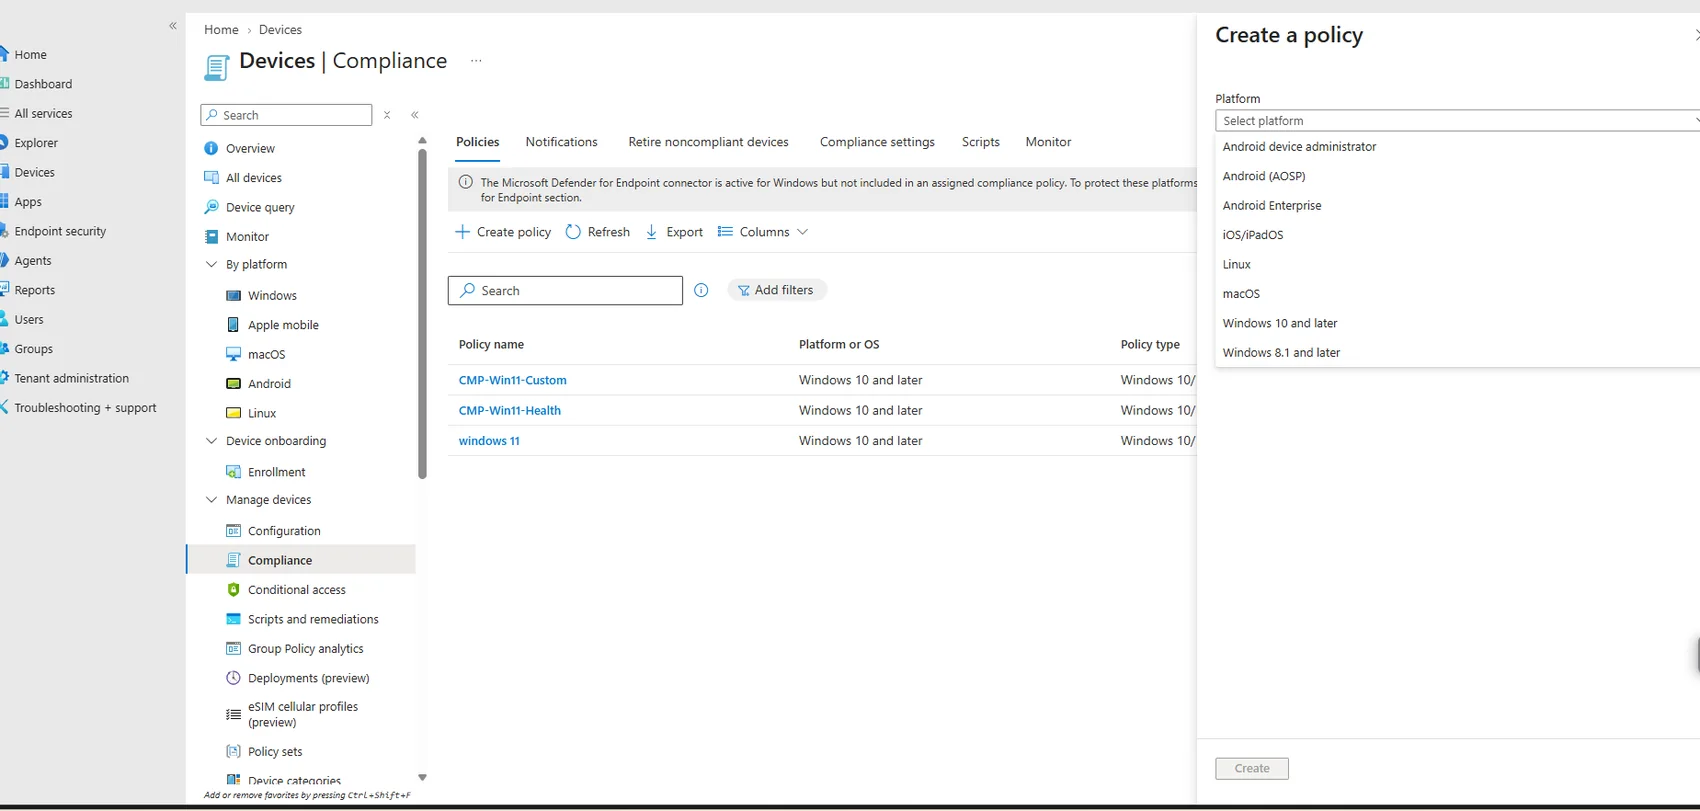 Home
Dashboard
All services
Explorer
Devices
Apps
Endpoint security
Agents
Reports
Users
Groups
Tenant administration
Troubleshooting + support
Home › Devices
Devices | Compliance ...
Search
Overview
All devices
Device query
Monitor
By platform
Windows
Apple mobile
macOS
Android
Linux
Device onboarding
Enrollment
Manage devices
Configuration
Compliance
Conditional access
Scripts and remediations
Group Policy analytics
Deployments (preview)
eSIM cellular profiles
(preview)
Policy sets
Device categories
Add or remove favorites by pressing Ctrl+Shift+F
Policies Notifications Retire noncompliant devices Compliance settings Scripts Monitor
The Microsoft Defender for Endpoint connector is active for Windows but not included in an assigned compliance policy. To protect these platforms
for Endpoint section.
Create policy Refresh Export Columns
Search Add filters
Policy name Platform or OS Policy type
CMP-Win11-Custom Windows 10 and later Windows 10/
CMP-Win11-Health Windows 10 and later Windows 10/
windows 11 Windows 10 and later Windows 10/
Create a policy
Platform
Select platform
Android device administrator
Android (AOSP)
Android Enterprise
iOS/iPadOS
Linux
macOS
Windows 10 and later
Windows 8.1 and later
Create